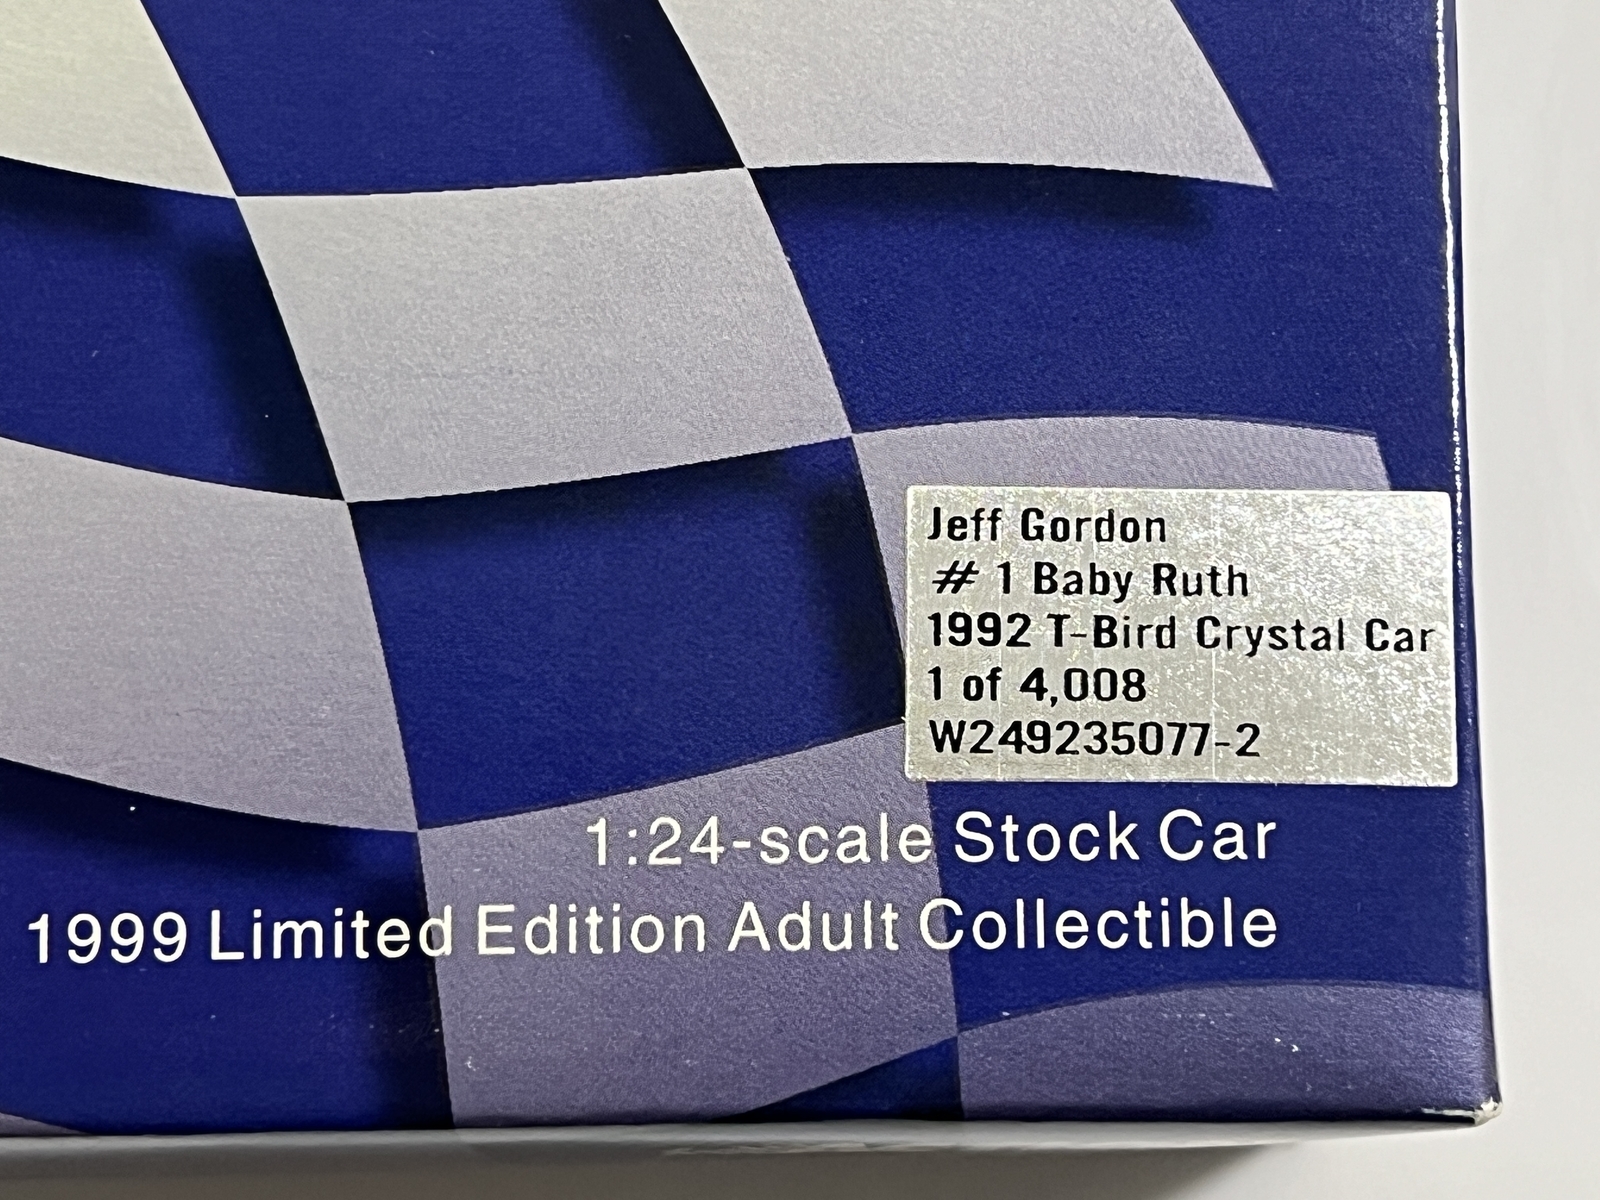 Jeff Gordon
# 1 Baby Ruth
1992 T-Bird Crystal Car
1 of 4,008
W249235077-2
1:24-scale Stock Car
1999 Limited Edition Adult Collectible